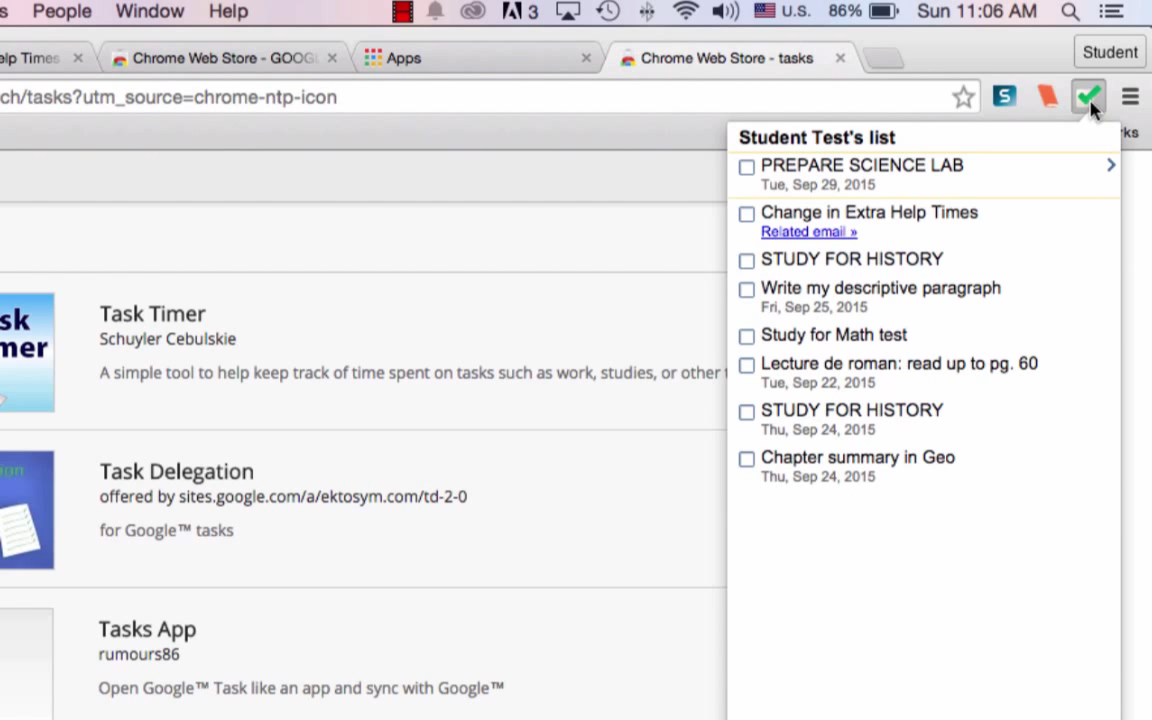 s People Window Help 3 U.S. 86% Sun 11:06 AM
elp Times Chrome Web Store - GOOGL Apps Chrome Web Store - tasks Student
ch/tasks?utm_source=chrome-ntp-icon S
ks
Student Test's list
PREPARE SCIENCE LAB
Tue, Sep 29, 2015
Change in Extra Help Times
Related email »
STUDY FOR HISTORY
Write my descriptive paragraph
Fri, Sep 25, 2015
Study for Math test
Lecture de roman: read up to pg. 60
Tue, Sep 22, 2015
STUDY FOR HISTORY
Thu, Sep 24, 2015
Chapter summary in Geo
Thu, Sep 24, 2015
sk
mer
Task Timer
Schuyler Cebulskie
A simple tool to help keep track of time spent on tasks such as work, studies, or other
Task Delegation
offered by sites.google.com/a/ektosym.com/td-2-0
for Google™ tasks
Tasks App
rumours86
Open Google™ Task like an app and sync with Google™